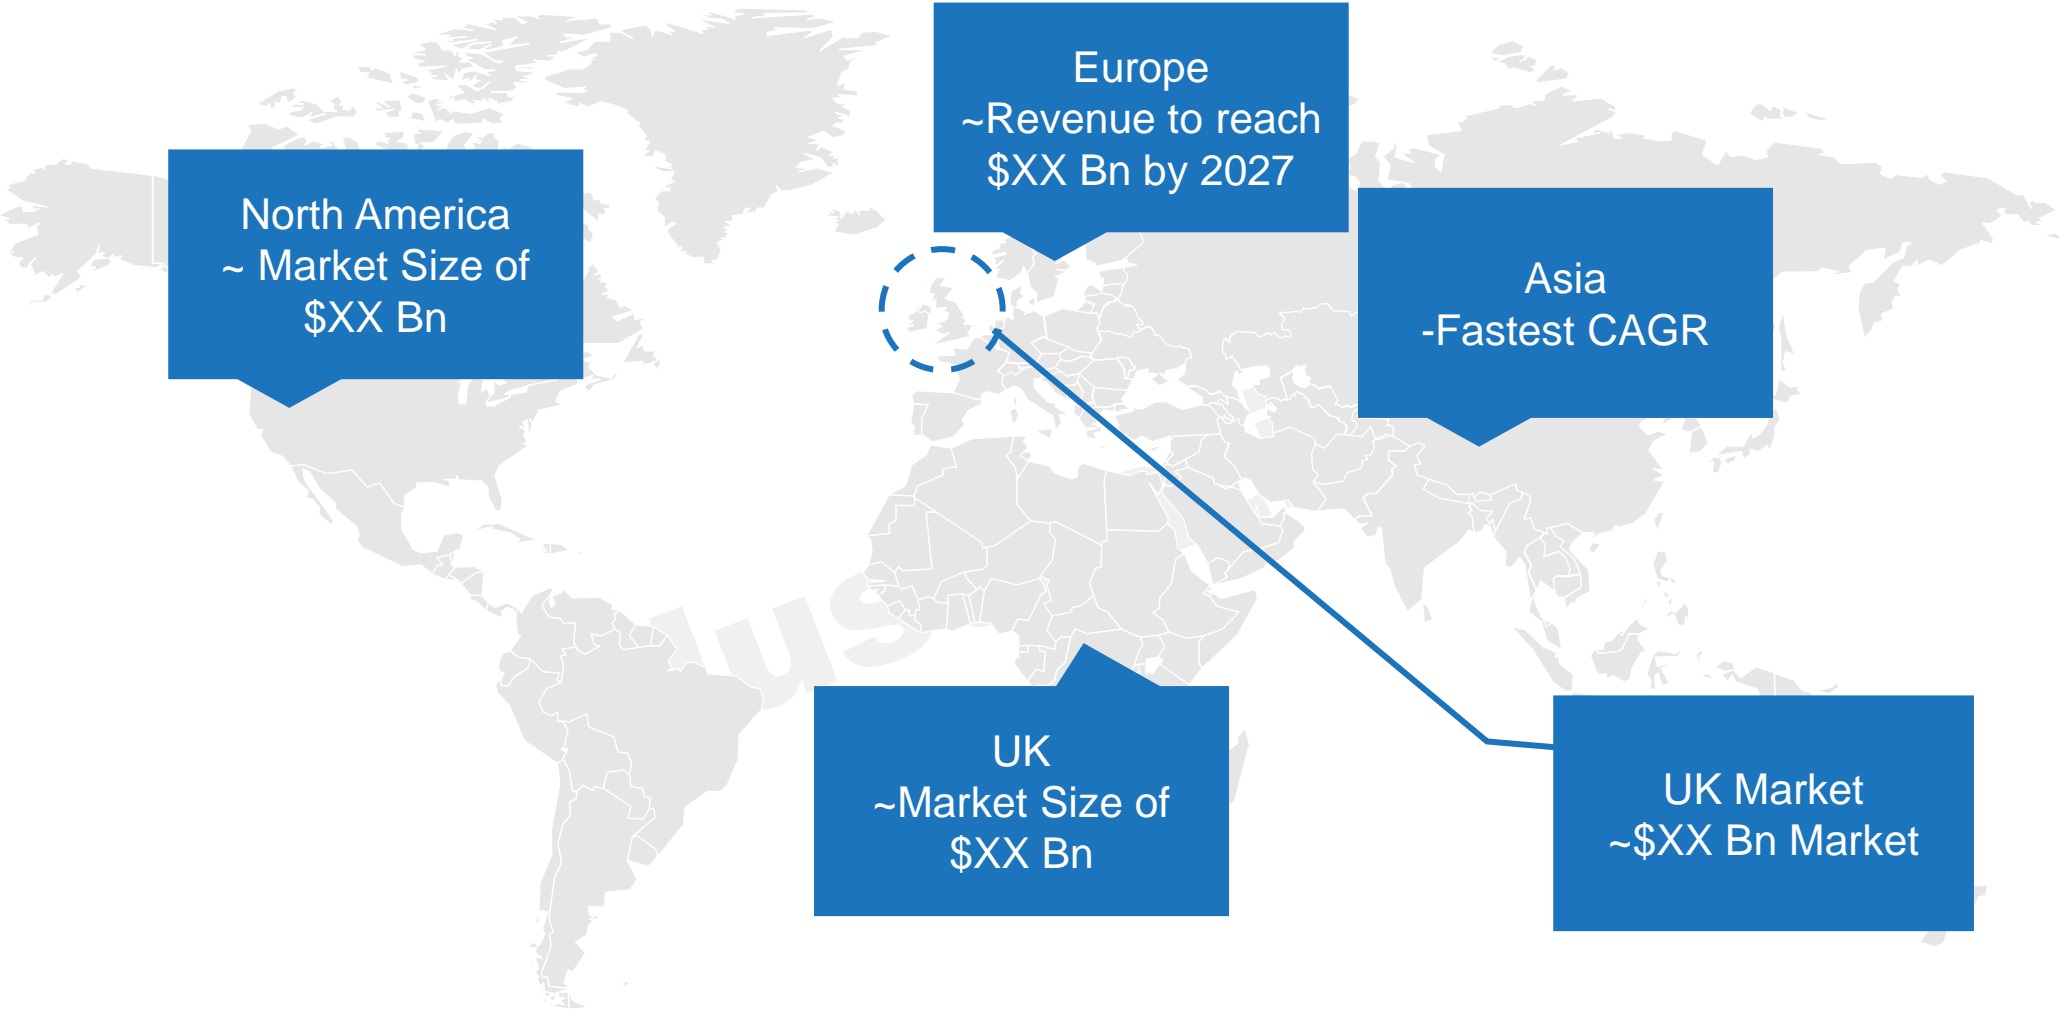 Europe
~Revenue to reach
$XX Bn by 2027
North America
~ Market Size of
$XX Bn
Asia
-Fastest CAGR
UK
~Market Size of
$XX Bn
UK Market
~$XX Bn Market
lus